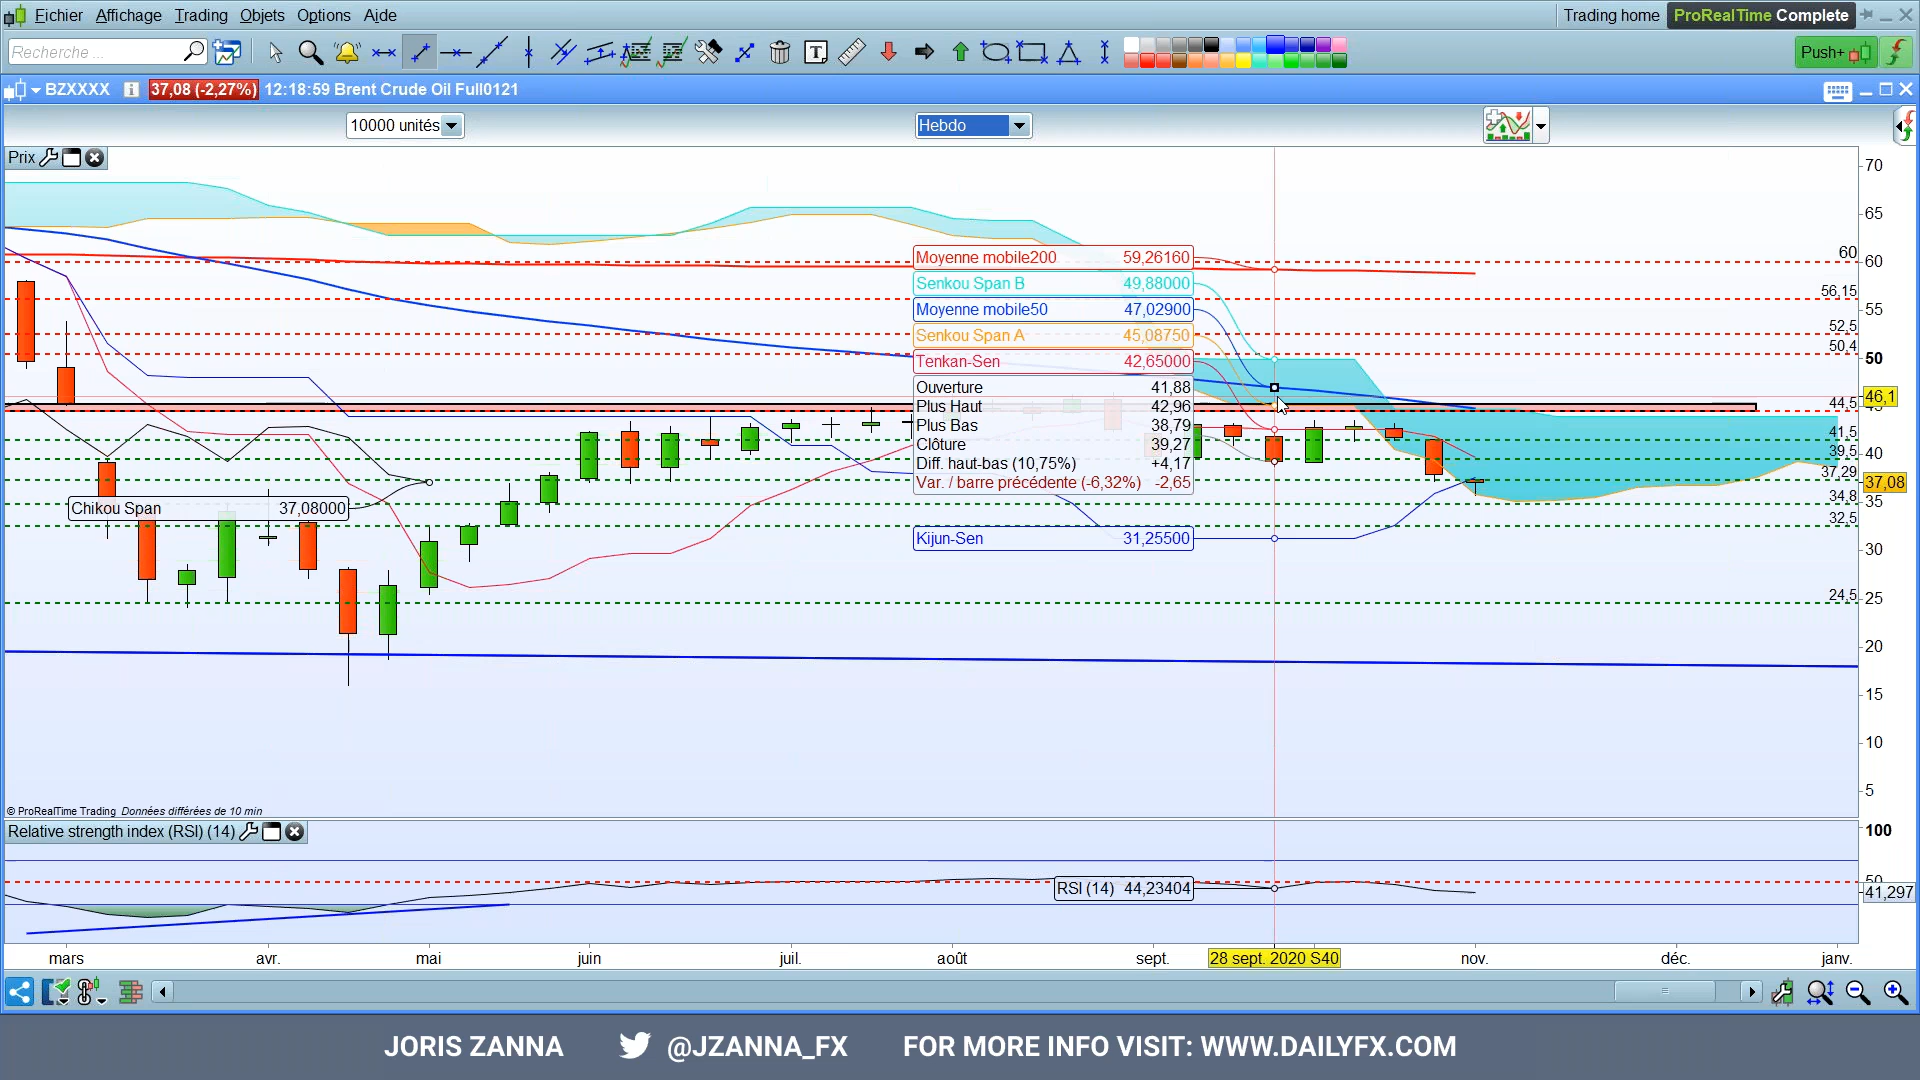 Fichier Affichage Trading Objets Options Aide
Trading home ProRealTime Complete
Recherche...
T
Push+
BZXXXX i 37,08 (-2,27%) 12:18:59 Brent Crude Oil Full0121
10000 unités Hebdo
Prix
70
65
60 60
56,15
55
52,5
50,4
50
46,1
44,5
45
41,5
40
39,5
37,29
37,08
35
34,8
32,5
30
25
24,5
20
15
10
5
Moyenne mobile200 59,26160
Senkou Span B 49,88000
Moyenne mobile50 47,02900
Senkou Span A 45,08750
Tenkan-Sen 42,65000
Ouverture 41,88
Plus Haut 42,96
Plus Bas 38,79
Clôture 39,27
Diff. haut-bas (10,75%) +4,17
Var. / barre précédente (-6,32%) -2,65
Chikou Span 37,08000
Kijun-Sen 31,25500
© ProRealTime Trading Données différées de 10 min
Relative strength index (RSI) (14)
100
50
41,297
RSI (14) 44,23404
mars avr. mai juin juil. août sept. 28 sept. 2020 S40 nov. déc. janv.
JORIS ZANNA @JZANNA_FX FOR MORE INFO VISIT: WWW.DAILYFX.COM